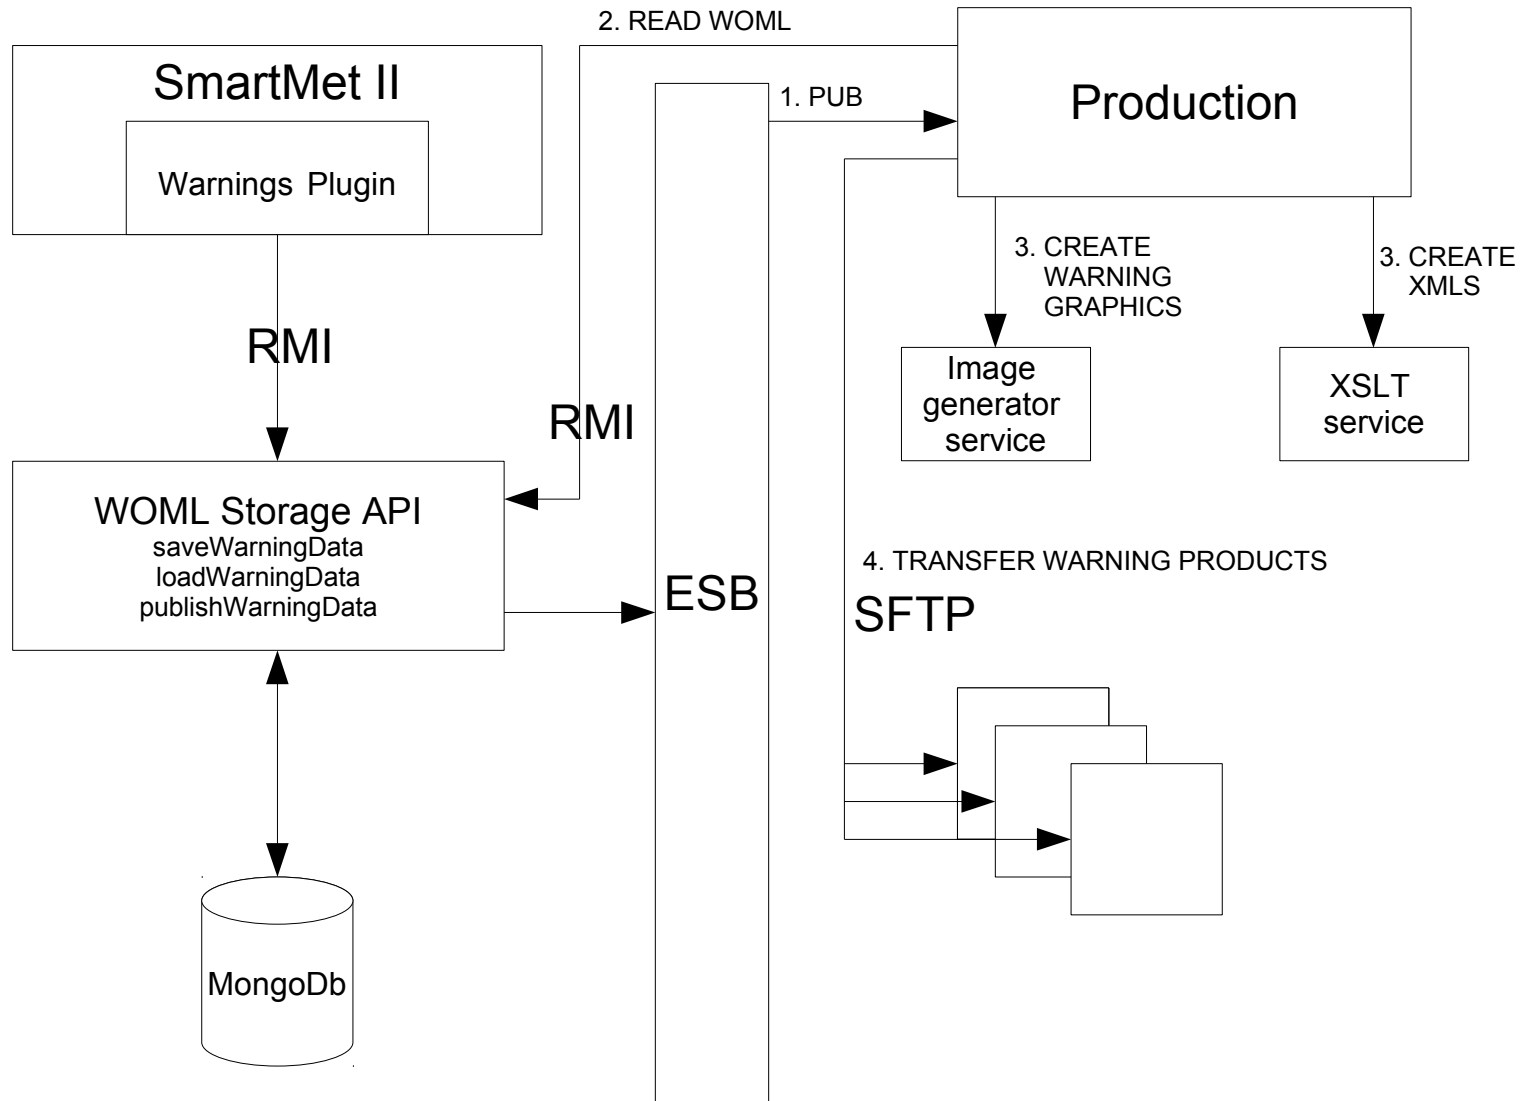 2. READ WOML
SmartMet II
Warnings Plugin
1. PUB
Production
3. CREATE
WARNING
GRAPHICS
3. CREATE
XMLS
RMI
RMI
Image
generator
service
XSLT
service
WOML Storage API
saveWarningData
loadWarningData
publishWarningData
ESB
4. TRANSFER WARNING PRODUCTS
SFTP
MongoDb